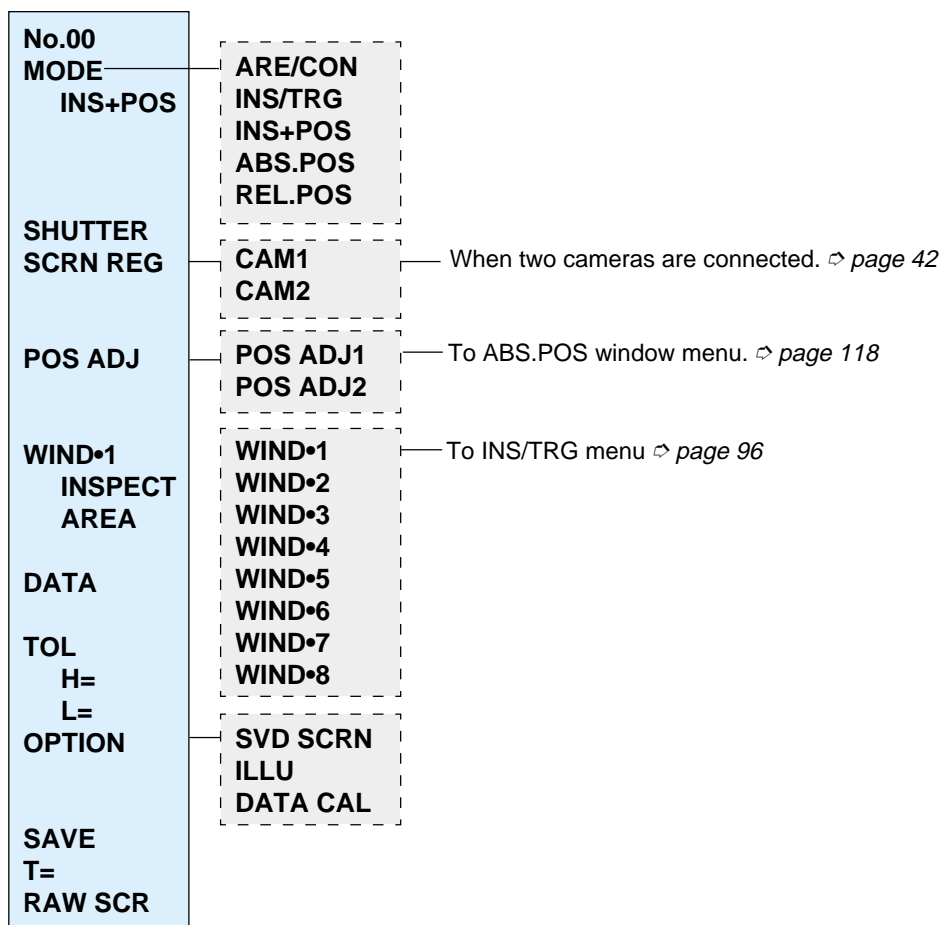 No.00
MODE
INS+POS
SHUTTER
SCRN REG
POS ADJ
WIND•1
INSPECT
AREA
DATA
TOL
H=
L=
OPTION
SAVE
T=
RAW SCR
ARE/CON
INS/TRG
INS+POS
ABS.POS
REL.POS
CAM1
CAM2
When two cameras are connected. ➪ page 42
POS ADJ1
POS ADJ2
To ABS.POS window menu. ➪ page 118
WIND•1
WIND•2
WIND•3
WIND•4
WIND•5
WIND•6
WIND•7
WIND•8
To INS/TRG menu ➪ page 96
SVD SCRN
ILLU
DATA CAL